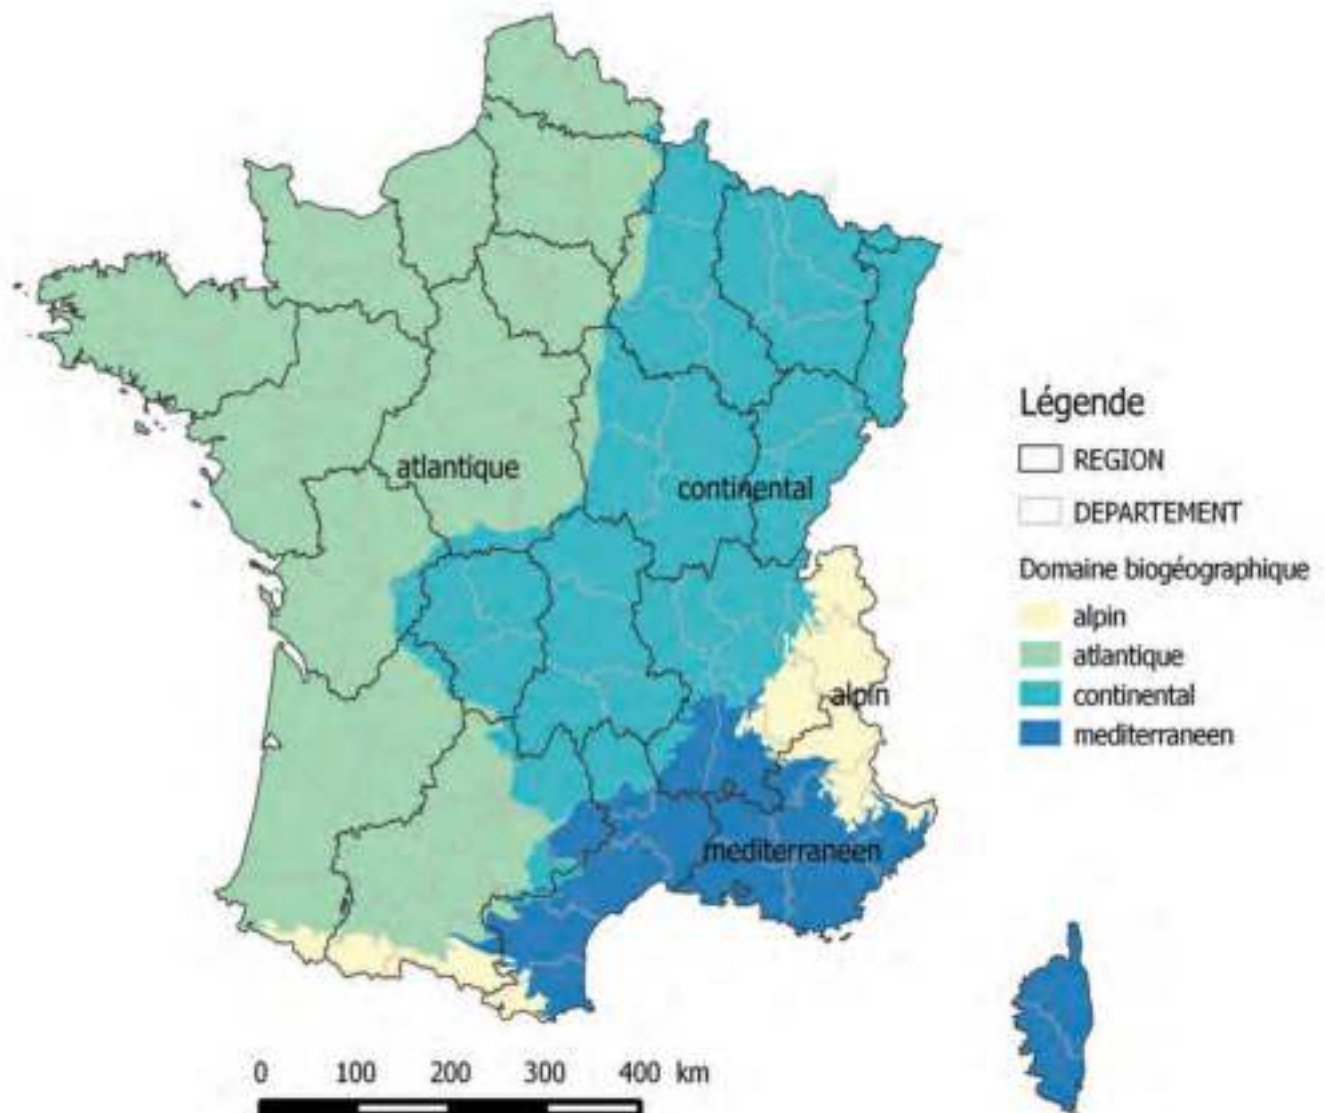 atlantique
continental
alpin
mediterraneen
Légende
REGION
DEPARTEMENT
Domaine biogéographique
alpin
atlantique
continental
mediterraneen
0 100 200 300 400 km